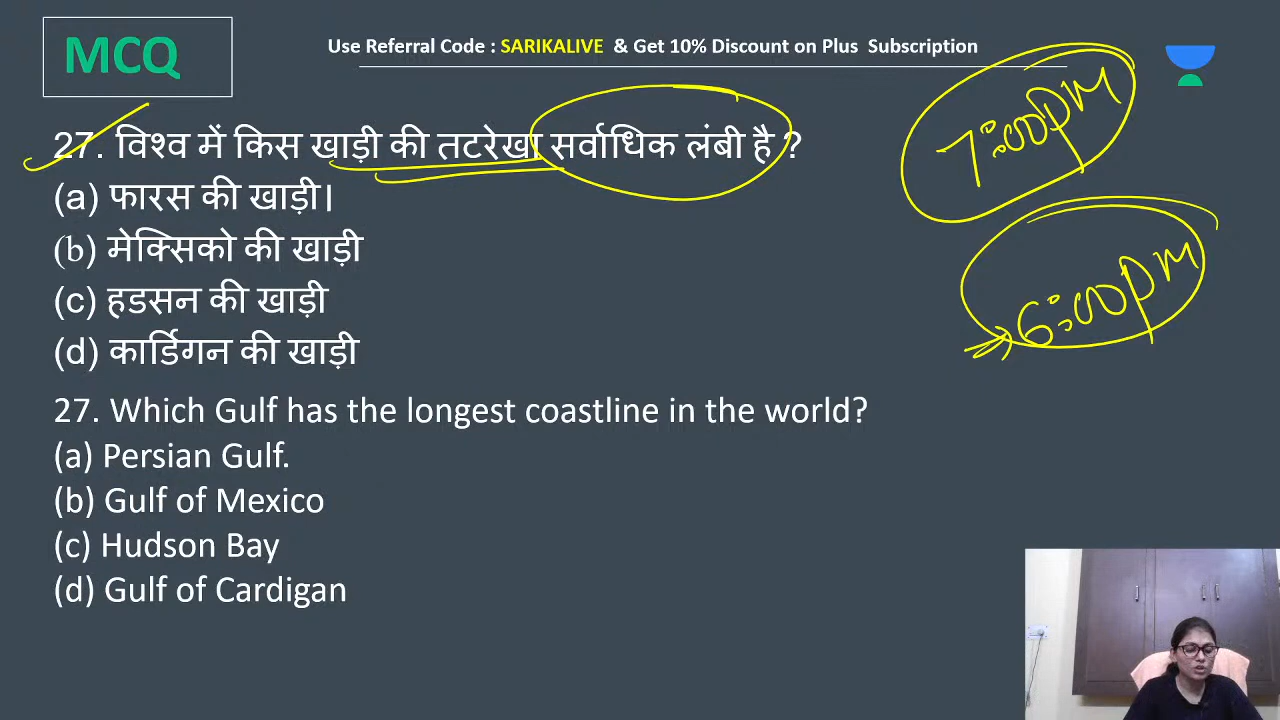 MCQ
Use Referral Code : SARIKALIVE & Get 10% Discount on Plus Subscription
7:00pm
27. विश्व में किस खाड़ी की तटरेखा सर्वाधिक लंबी है ?
(a) फारस की खाड़ी।
(b) मेक्सिको की खाड़ी
6:00pm
(c) हडसन की खाड़ी
(d) कार्डिगन की खाड़ी
27. Which Gulf has the longest coastline in the world?
(a) Persian Gulf.
(b) Gulf of Mexico
(c) Hudson Bay
(d) Gulf of Cardigan